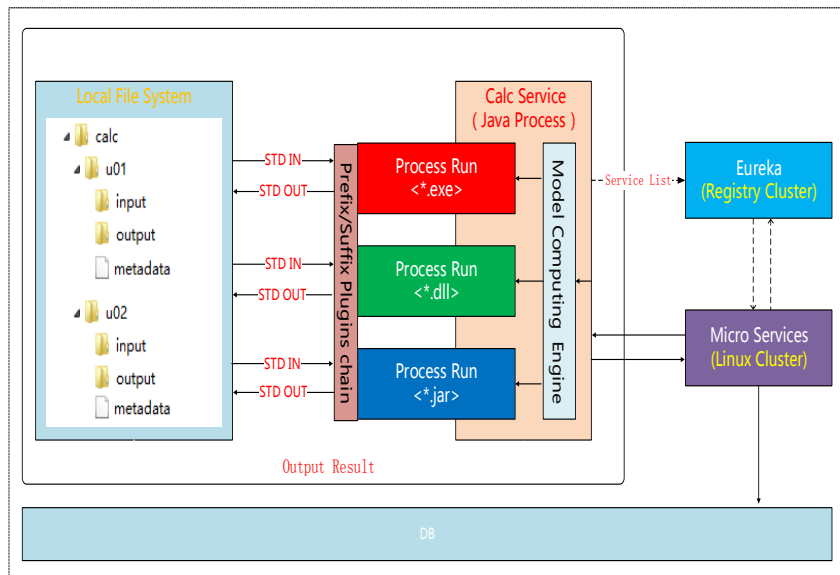 Local File System
calc
u01
input
output
metadata
u02
input
output
metadata
STD IN
STD OUT
STD IN
STD OUT
STD IN
STD OUT
Prefix/Suffix Plugins chain
Process Run
<*.exe>
Process Run
<*.dll>
Process Run
<*.jar>
Calc Service
( Java Process )
Model Computing Engine
Service List
Eureka
(Registry Cluster)
Micro Services
(Linux Cluster)
Output Result
DB